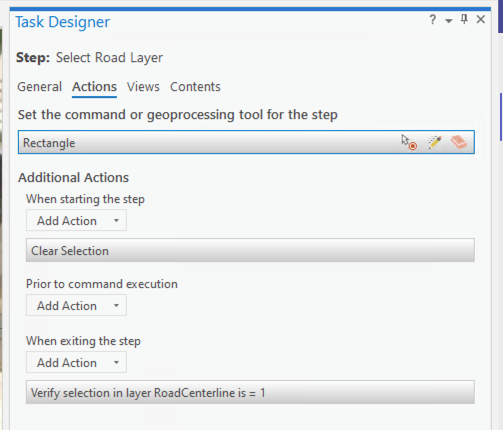 Task Designer
?
Step: Select Road Layer
General Actions Views Contents
Set the command or geoprocessing tool for the step
Rectangle
Additional Actions
When starting the step
Add Action
Clear Selection
Prior to command execution
Add Action
When exiting the step
Add Action
Verify selection in layer RoadCenterline is = 1